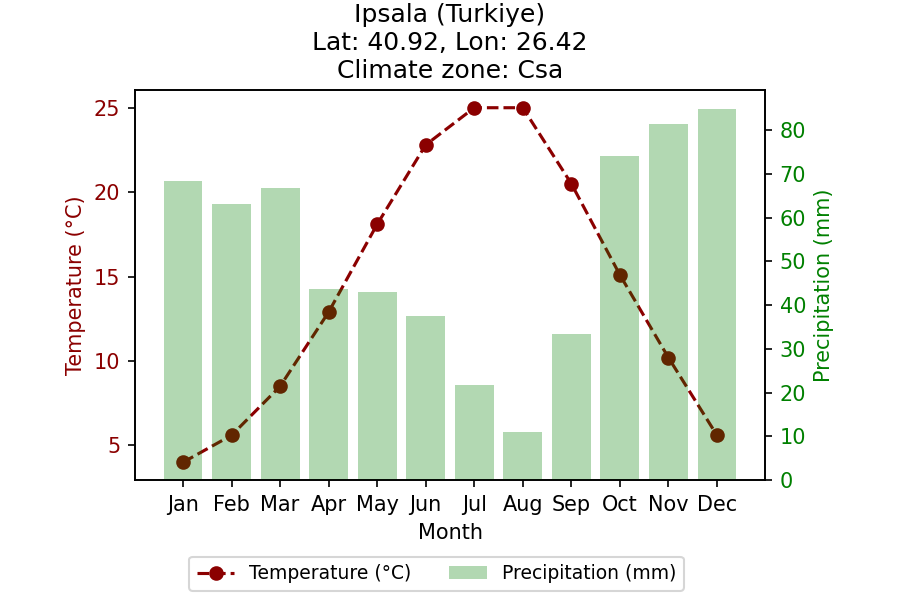 Ipsala (Turkiye)
Lat: 40.92, Lon: 26.42
Climate zone: Csa
25
20
15
10
5
Temperature (°C)
80
70
60
50
40
30
20
10
0
Precipitation (mm)
Jan Feb Mar Apr May Jun Jul Aug Sep Oct Nov Dec
Month
Temperature (°C) Precipitation (mm)